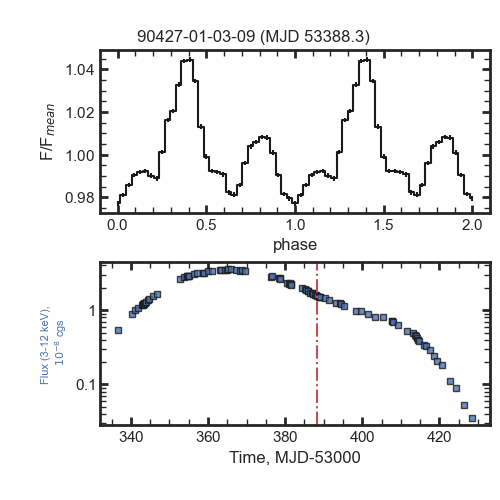 90427-01-03-09 (MJD 53388.3)
F/F_mean
1.04
1.02
1.00
0.98
0.0 0.5 1.0 1.5 2.0
phase
Flux (3-12 keV),
10⁻⁸ cgs
1
0.1
340 360 380 400 420
Time, MJD-53000